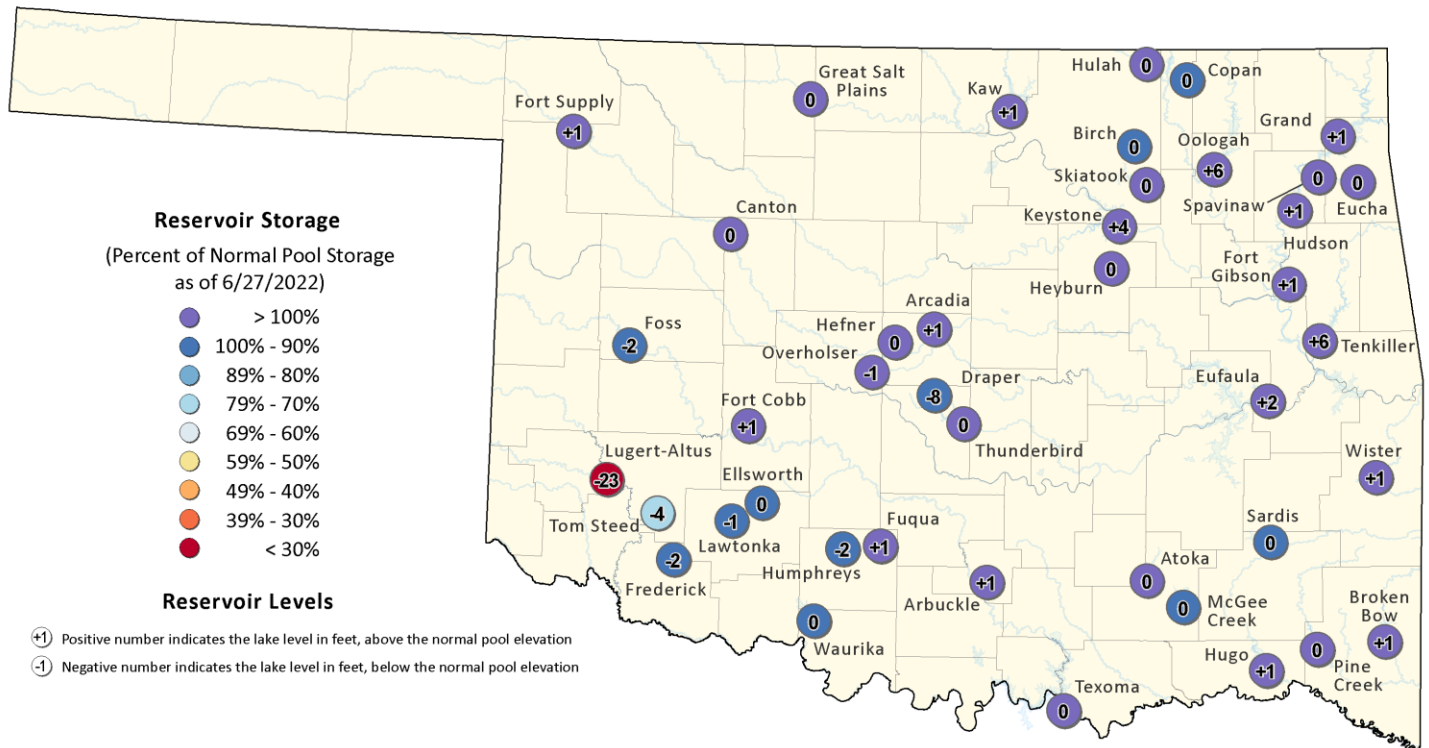 Hulah
0
0
Copan
Great Salt
Plains
0
Kaw
+1
Fort Supply
+1
Grand
+1
Birch
0
Oologah
+6
Skiatook
0
0
0
Spavinaw
Eucha
+1
Hudson
Canton
0
Keystone
+4
Reservoir Storage
(Percent of Normal Pool Storage
as of 6/27/2022)
> 100%
100% - 90%
89% - 80%
79% - 70%
69% - 60%
59% - 50%
49% - 40%
39% - 30%
< 30%
Heyburn
0
Fort
Gibson
+1
Arcadia
+1
Hefner
0
Overholser
-1
Foss
-2
+6
Tenkiller
Draper
-8
Eufaula
+2
Fort Cobb
+1
0
Thunderbird
Lugert-Altus
-23
Ellsworth
0
Wister
+1
Tom Steed
-4
-1
Lawtonka
Fuqua
+1
-2
Humphreys
Sardis
0
-2
Frederick
Atoka
0
+1
Arbuckle
0
McGee
Creek
Broken
Bow
+1
0
Waurika
Hugo
+1
0
Pine
Creek
Texoma
0
Reservoir Levels
+1 Positive number indicates the lake level in feet, above the normal pool elevation
-1 Negative number indicates the lake level in feet, below the normal pool elevation